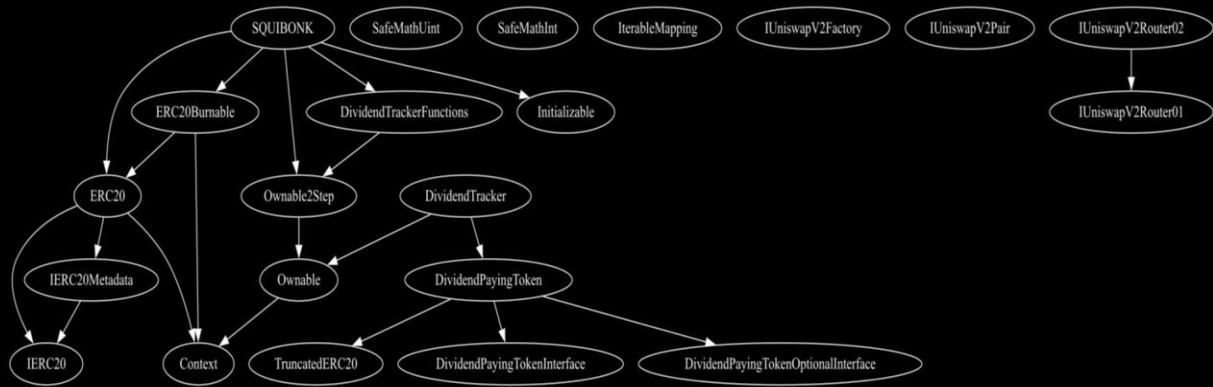 SQUIBONK
SafeMathUint
SafeMathInt
IterableMapping
IUniswapV2Factory
IUniswapV2Pair
IUniswapV2Router02
ERC20Burnable
DividendTrackerFunctions
Initializable
IUniswapV2Router01
ERC20
Ownable2Step
DividendTracker
IERC20Metadata
Ownable
DividendPayingToken
IERC20
Context
TruncatedERC20
DividendPayingTokenInterface
DividendPayingTokenOptionalInterface